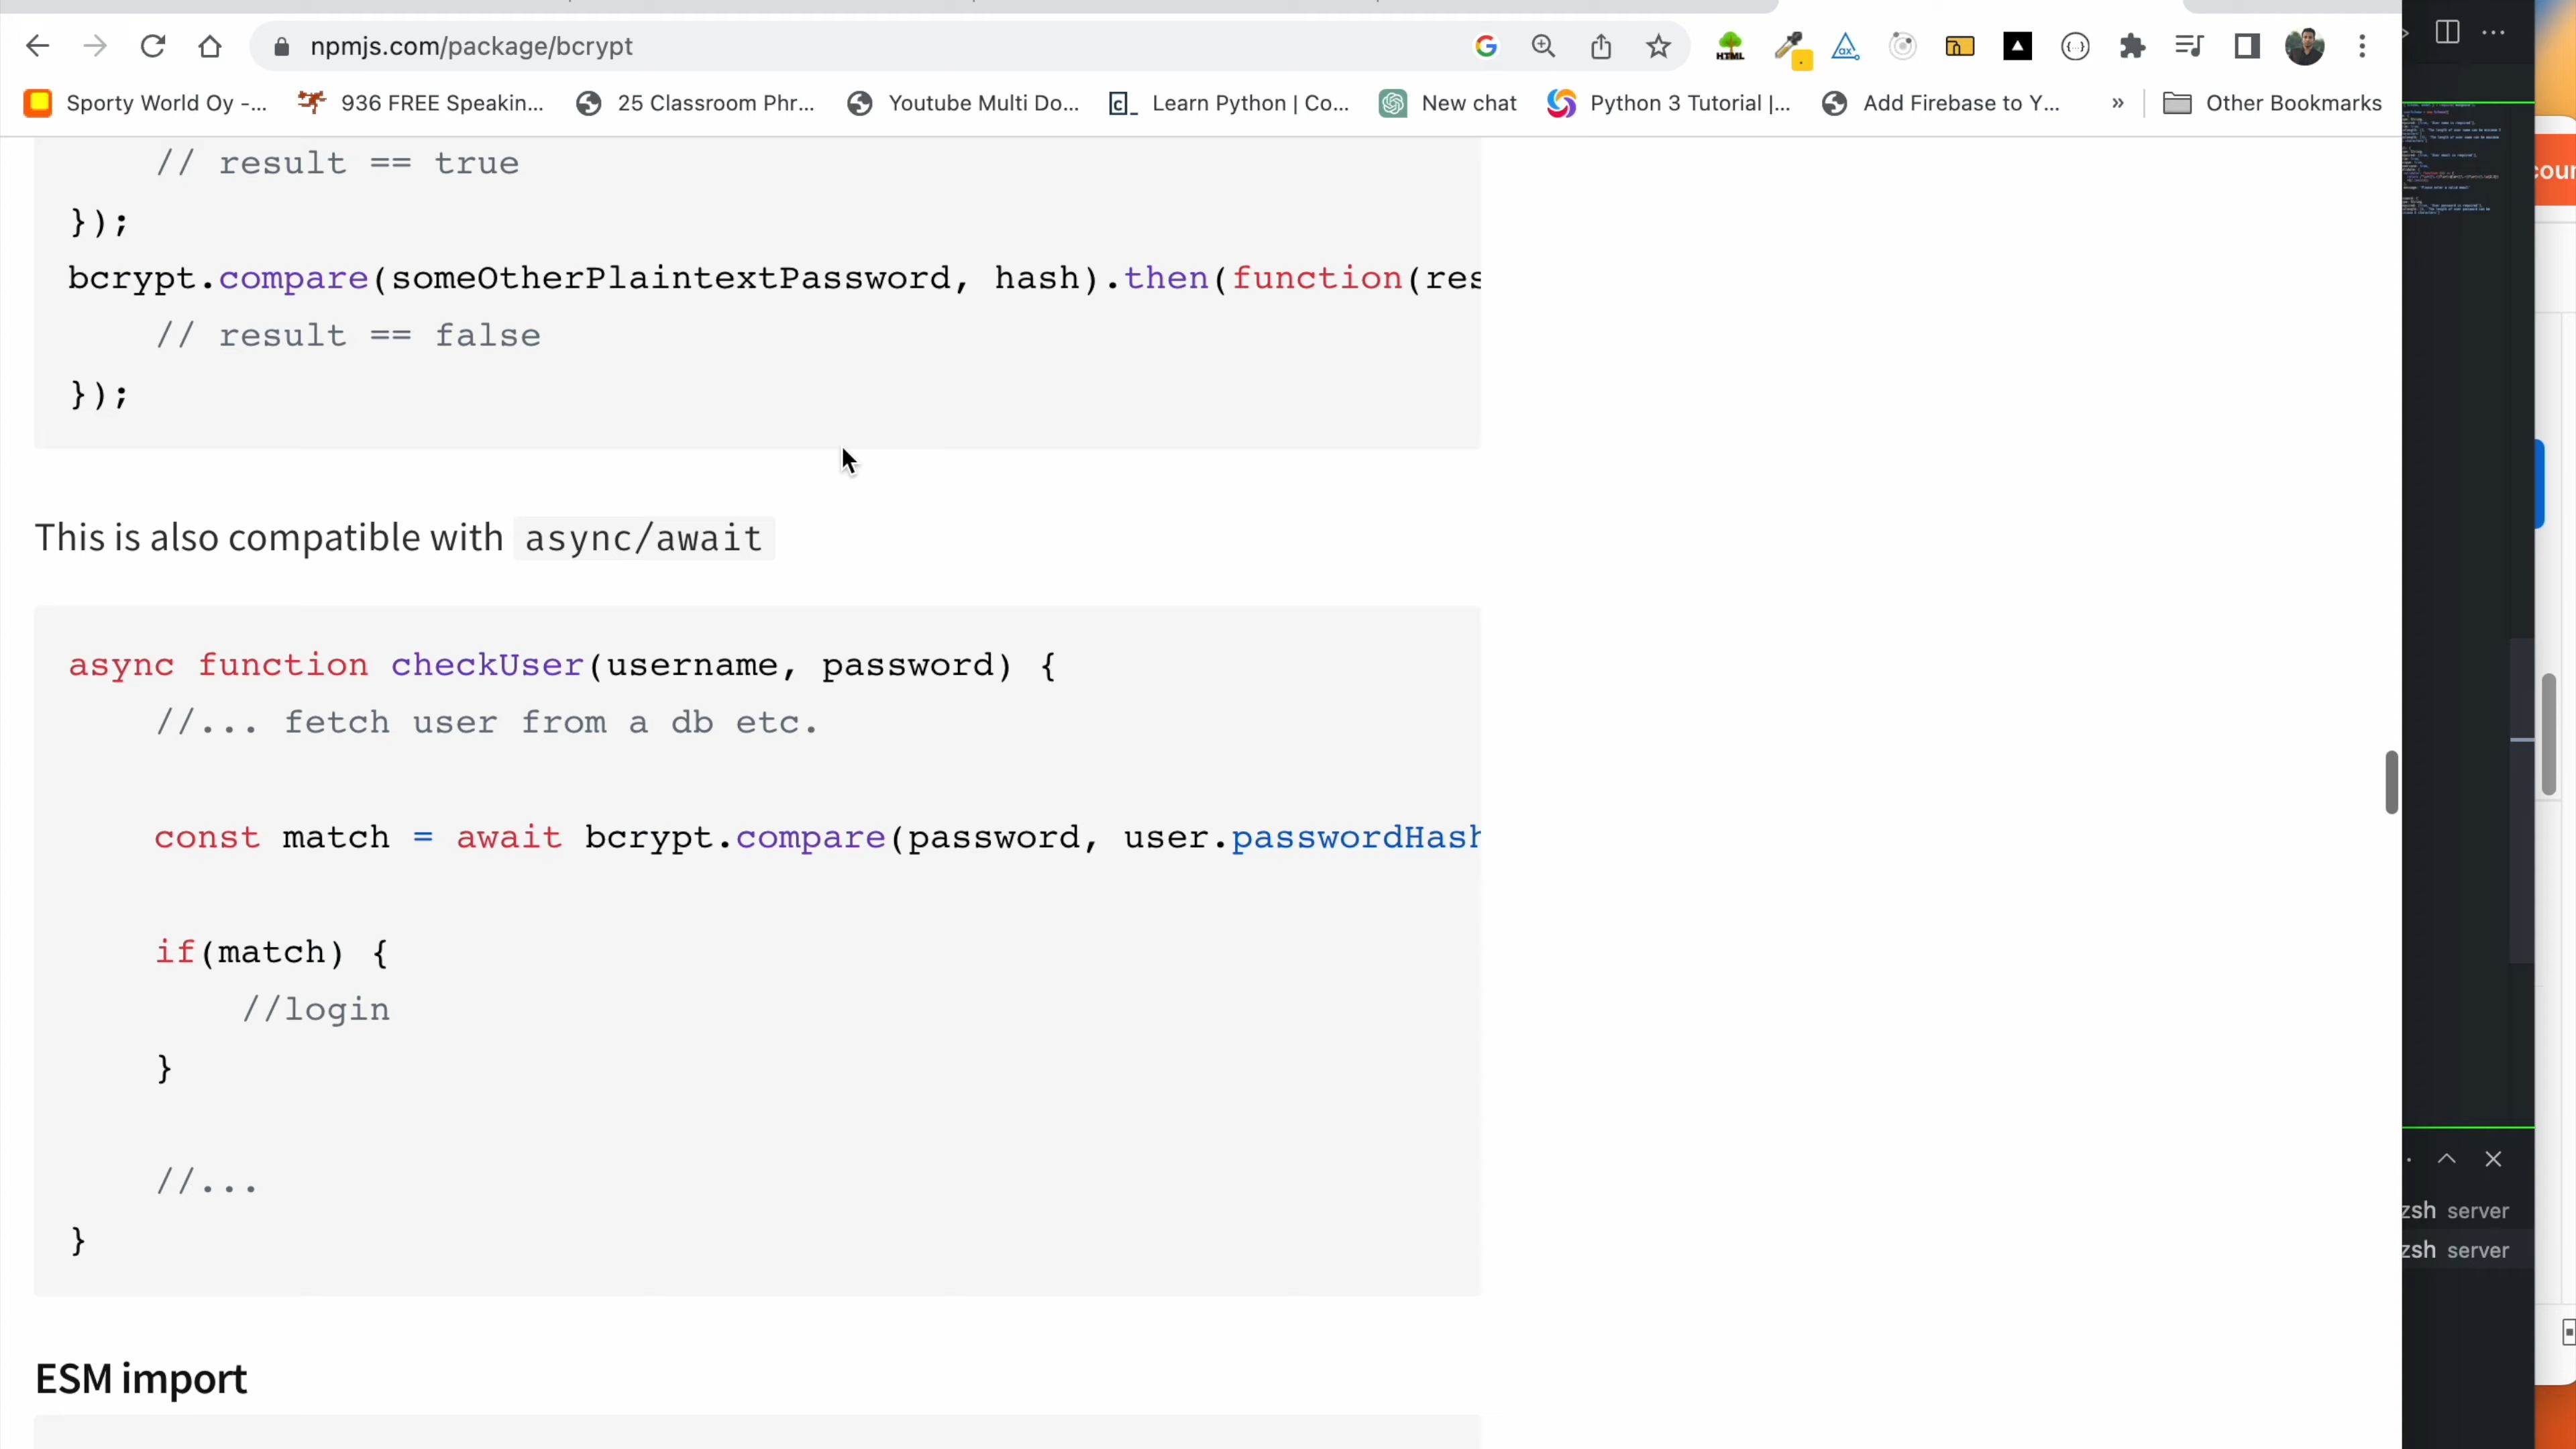 npmjs.com/package/bcrypt
Sporty World Oy -...
936 FREE Speakin...
25 Classroom Phr...
Youtube Multi Do...
Learn Python | Co...
New chat
Python 3 Tutorial |...
Add Firebase to Y...
»
Other Bookmarks
// result == true
});
bcrypt.compare(someOtherPlaintextPassword, hash).then(function(res
// result == false
});
This is also compatible with async/await
async function checkUser(username, password) {
//... fetch user from a db etc.
const match = await bcrypt.compare(password, user.passwordHash
if(match) {
//login
}
//...
}
ESM import
zsh server
zsh server